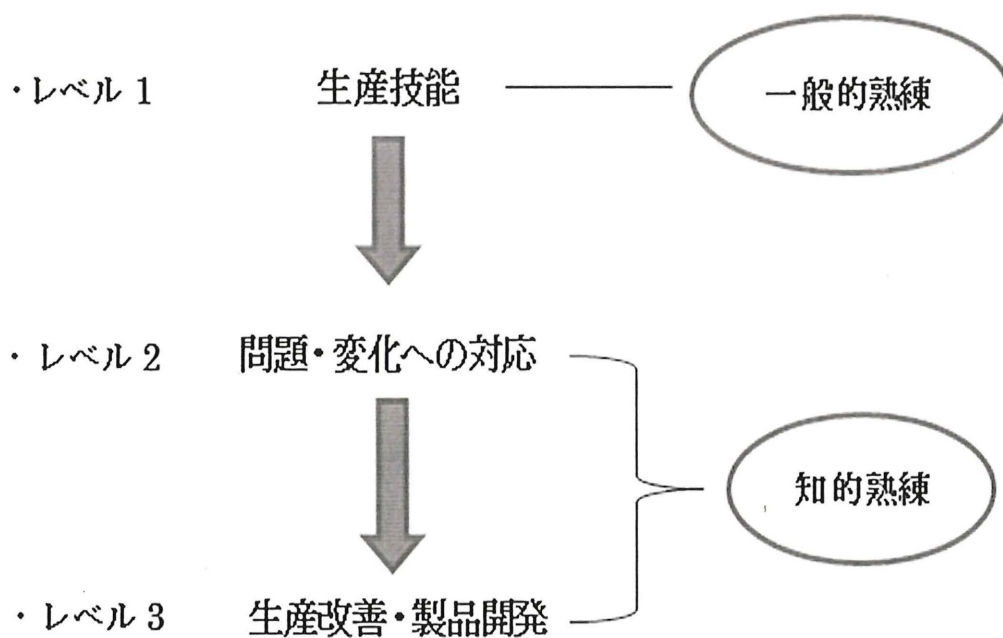 ・レベル 1 生産技能 一般的熟練
・レベル 2 問題・変化への対応
知的熟練
・レベル 3 生産改善・製品開発